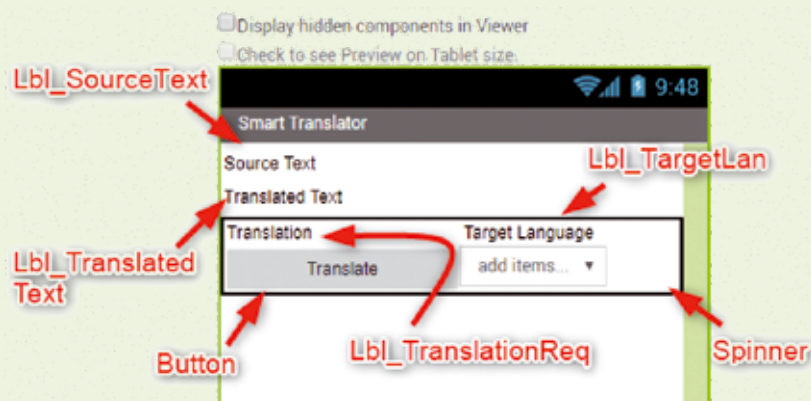 Display hidden components in Viewer
Check to see Preview on Tablet size.
Lbl_SourceText
9:48
Smart Translator
Source Text
Lbl_TargetLan
Translated Text
Translation
Target Language
Lbl_Translated
Text
Translate
add items...
Button
Lbl_TranslationReq
Spinner